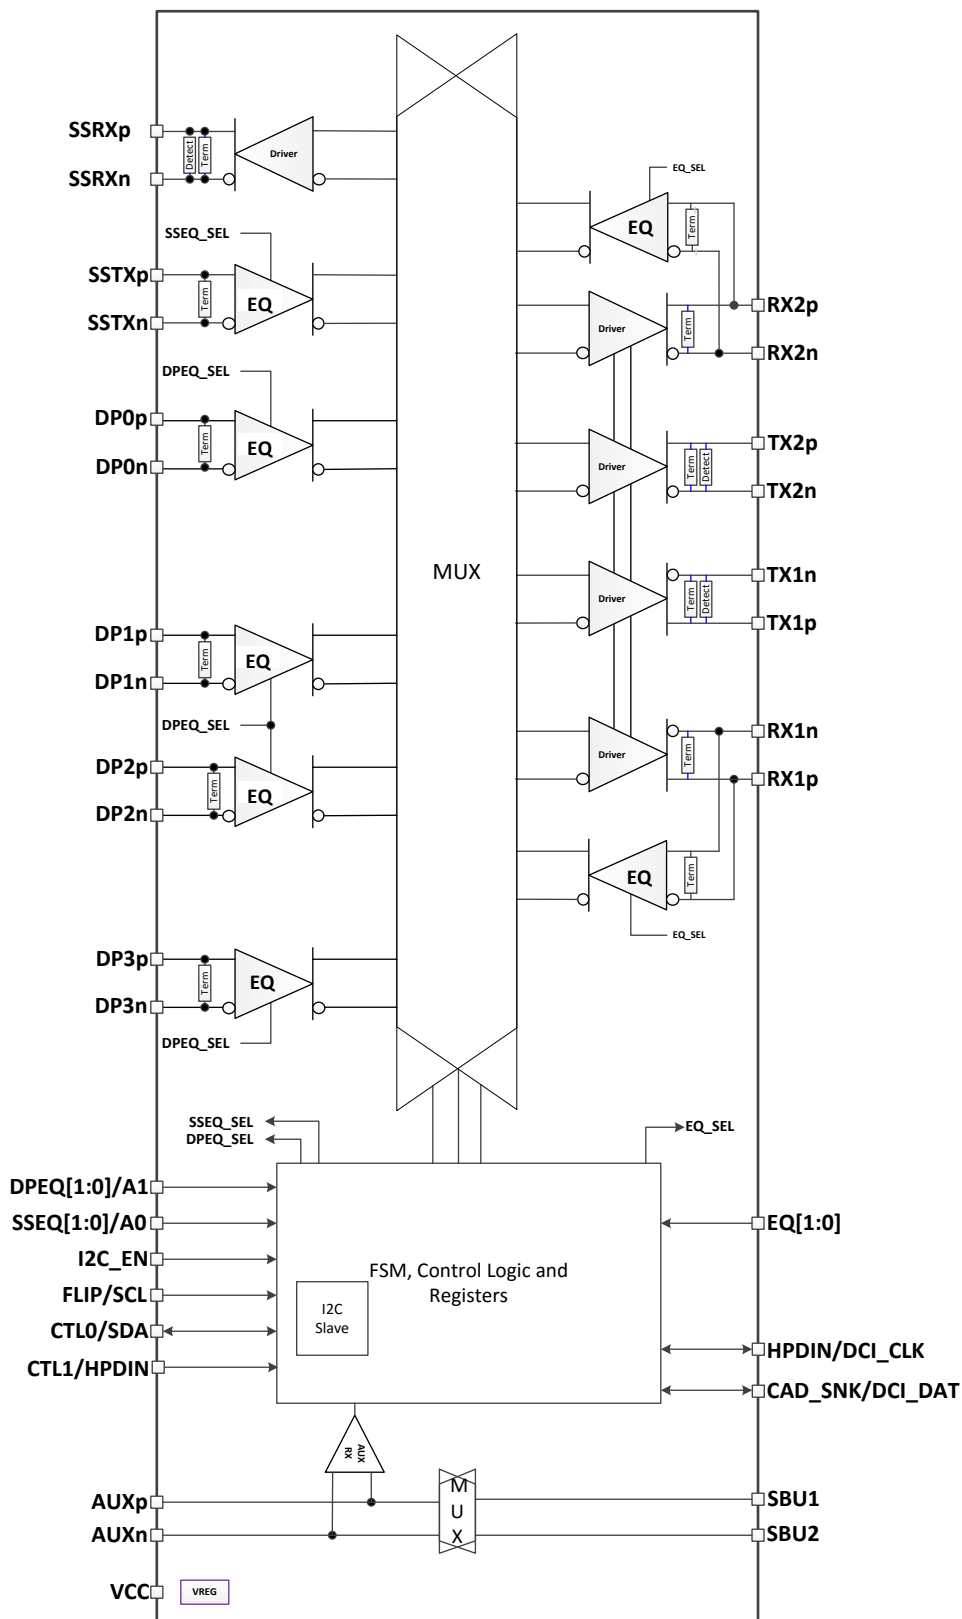 SSRXp
SSRXn
Detect
Term
Driver
SSEQ_SEL
SSTXp
SSTXn
Term
EQ
DPEQ_SEL
DP0p
DP0n
Term
EQ
DP1p
DP1n
Term
EQ
DPEQ_SEL
DP2p
DP2n
Term
EQ
DP3p
DP3n
Term
EQ
DPEQ_SEL
MUX
EQ_SEL
EQ
Term
RX2p
RX2n
Driver
Term
TX2p
TX2n
Driver
Term
Detect
TX1n
TX1p
Driver
Term
Detect
RX1n
RX1p
Driver
Term
EQ
Term
EQ_SEL
SSEQ_SEL
DPEQ_SEL
EQ_SEL
DPEQ[1:0]/A1
SSEQ[1:0]/A0
I2C_EN
FLIP/SCL
CTL0/SDA
CTL1/HPDIN
FSM, Control Logic and
Registers
I2C
Slave
EQ[1:0]
HPDIN/DCI_CLK
CAD_SNK/DCI_DAT
AUX
RX
AUXp
AUXn
M
U
X
SBU1
SBU2
VCC
VREG